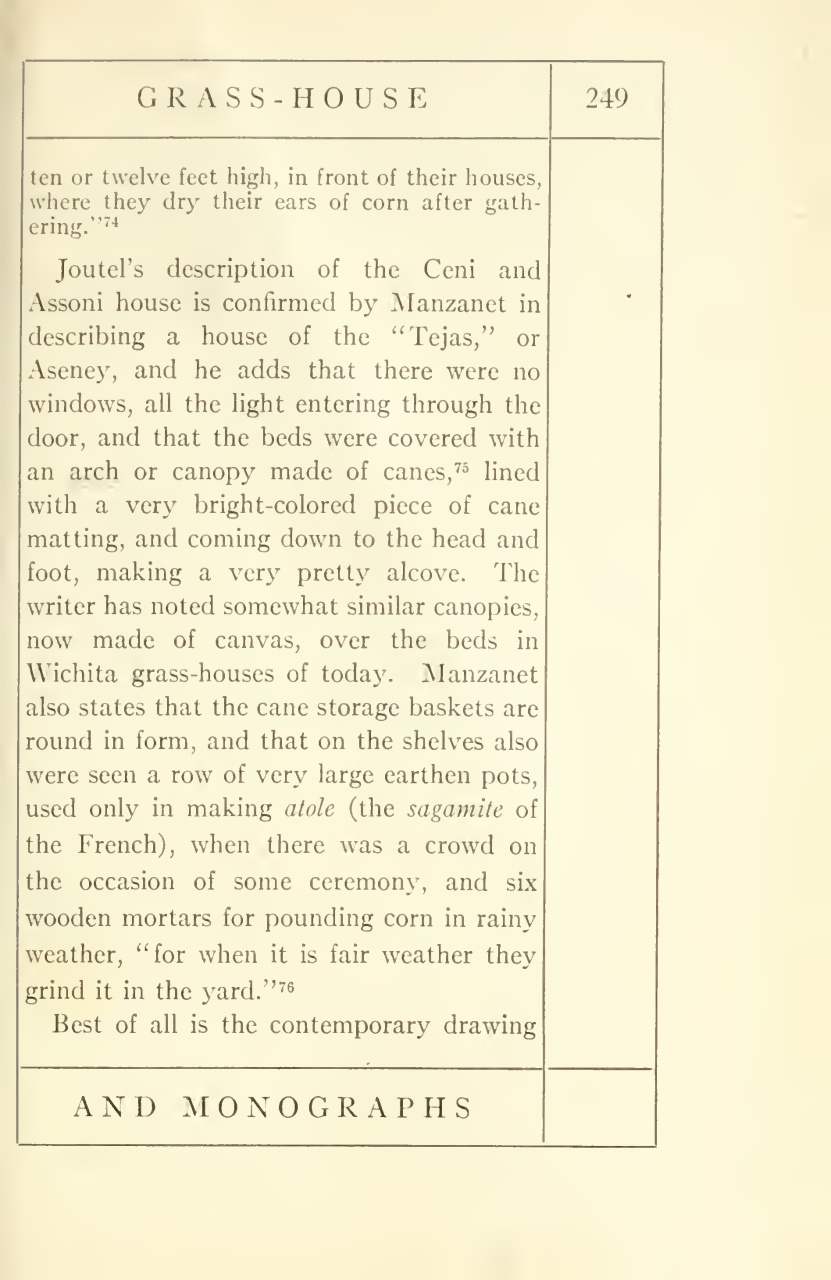 GRASS-HOUSE 249
ten or twelve feet high, in front of their houses,
where they dry their ears of corn after gath-
ering."74
Joutel's description of the Ceni and
Assoni house is confirmed by Manzanet in
describing a house of the "Tejas," or
Aseney, and he adds that there were no
windows, all the light entering through the
door, and that the beds were covered with
an arch or canopy made of canes,75 lined
with a very bright-colored piece of cane
matting, and coming down to the head and
foot, making a very pretty alcove. The
writer has noted somewhat similar canopies,
now made of canvas, over the beds in
Wichita grass-houses of today. Manzanet
also states that the cane storage baskets are
round in form, and that on the shelves also
were seen a row of very large earthen pots,
used only in making atole (the sagamite of
the French), when there was a crowd on
the occasion of some ceremony, and six
wooden mortars for pounding corn in rainy
weather, "for when it is fair weather they
grind it in the yard."76
Best of all is the contemporary drawing
AND MONOGRAPHS